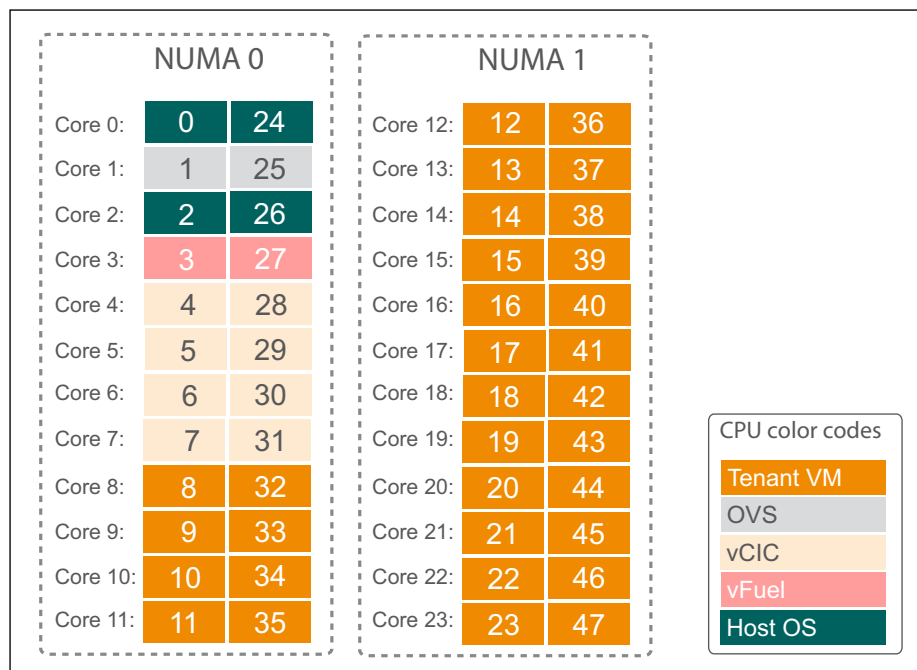 NUMA 0
Core 0: 0 24
Core 1: 1 25
Core 2: 2 26
Core 3: 3 27
Core 4: 4 28
Core 5: 5 29
Core 6: 6 30
Core 7: 7 31
Core 8: 8 32
Core 9: 9 33
Core 10: 10 34
Core 11: 11 35
NUMA 1
Core 12: 12 36
Core 13: 13 37
Core 14: 14 38
Core 15: 15 39
Core 16: 16 40
Core 17: 17 41
Core 18: 18 42
Core 19: 19 43
Core 20: 20 44
Core 21: 21 45
Core 22: 22 46
Core 23: 23 47
CPU color codes
Tenant VM
OVS
vCIC
vFuel
Host OS